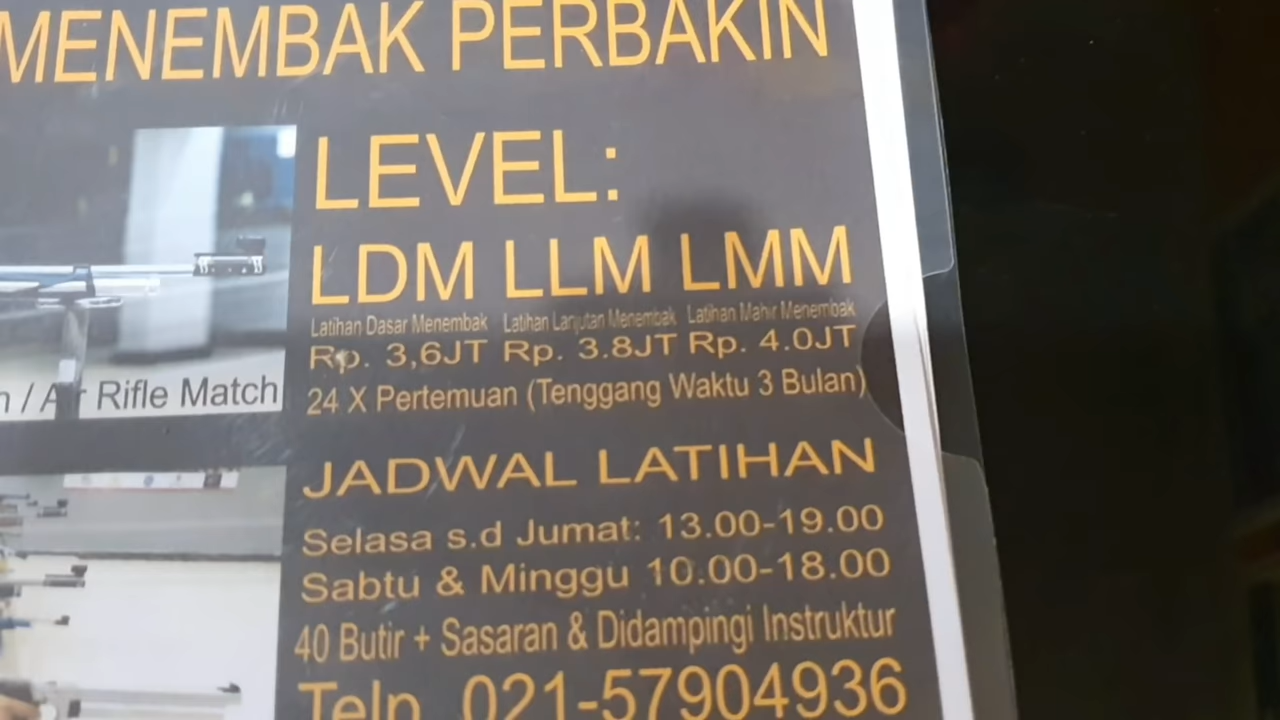 MENEMBAK PERBAKIN
LEVEL:
LDM LLM LMM
Latihan Dasar Menembak Latihan Lanjutan Menembak Latihan Mahir Menembak
Rp. 3,6JT Rp. 3.8JT Rp. 4.0JT
24 X Pertemuan (Tenggang Waktu 3 Bulan)
/ Air Rifle Match
JADWAL LATIHAN
Selasa s.d Jumat: 13.00-19.00
Sabtu & Minggu 10.00-18.00
40 Butir + Sasaran & Didampingi Instruktur
Telp. 021-57904936